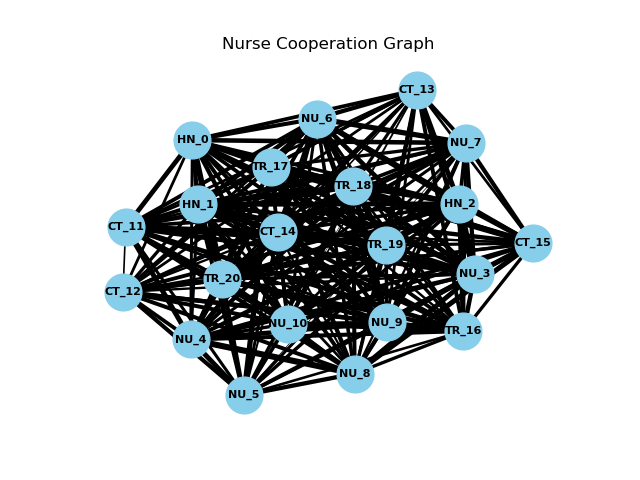 Nurse Cooperation Graph
CT_13
NU_6
HN_0
NU_7
TR_17
TR_18
HN_1
HN_2
CT_11
CT_14
TR_19
CT_15
NU_3
TR_20
CT_12
NU_10
NU_9
TR_16
NU_4
NU_8
NU_5